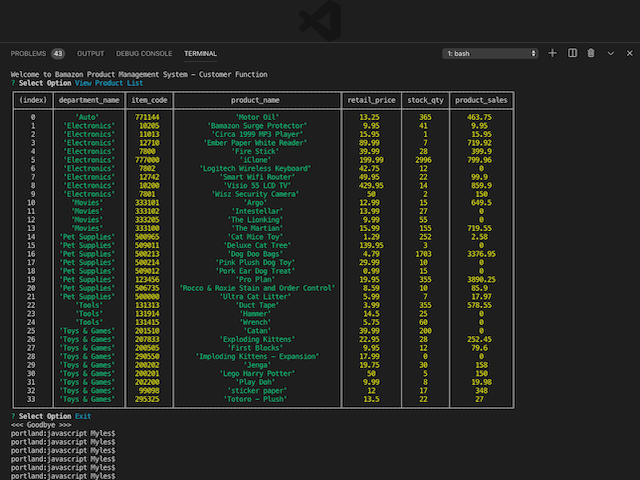 PROBLEMS 43 OUTPUT DEBUG CONSOLE TERMINAL 1: bash
Welcome to Bamazon Product Management System - Customer Function
? Select Option View Product List
(index) department_name item_code product_name retail_price stock_qty product_sales
0 'Auto' 771144 'Motor Oil' 13.25 365 463.75
1 'Electronics' 10205 'Bamazon Surge Protector' 9.95 41 9.95
2 'Electronics' 11013 'Circa 1999 MP3 Player' 15.95 1 15.95
3 'Electronics' 12710 'Ember Paper White Reader' 89.99 7 719.92
4 'Electronics' 7800 'Fire Stick' 39.99 28 399.9
5 'Electronics' 777000 'iClone' 199.99 2996 799.96
6 'Electronics' 7802 'Logitech Wireless Keyboard' 42.75 12 0
7 'Electronics' 12742 'Smart Wifi Router' 49.95 22 99.9
8 'Electronics' 10200 'Visio 55 LCD TV' 429.95 14 859.9
9 'Electronics' 7801 'Wisz Security Camera' 50 2 150
10 'Movies' 333101 'Argo' 12.99 15 649.5
11 'Movies' 333102 'Intestellar' 13.99 27 0
12 'Movies' 333205 'The Lionking' 9.99 55 0
13 'Movies' 333100 'The Martian' 15.99 155 719.55
14 'Pet Supplies' 500965 'Cat Mice Toy' 1.29 252 2.58
15 'Pet Supplies' 509011 'Deluxe Cat Tree' 139.95 3 0
16 'Pet Supplies' 500213 'Dog Doo Bags' 4.79 1703 3376.95
17 'Pet Supplies' 500214 'Pink Plush Dog Toy' 29.99 10 0
18 'Pet Supplies' 509012 'Pork Ear Dog Treat' 0.99 15 0
19 'Pet Supplies' 123456 'Pro Plan' 19.95 355 3890.25
20 'Pet Supplies' 506735 'Rocco & Roxie Stain and Order Control' 8.59 10 85.9
21 'Pet Supplies' 500000 'Ultra Cat Litter' 5.99 7 17.97
22 'Tools' 131313 'Duct Tape' 3.99 355 578.55
23 'Tools' 131914 'Hammer' 14.5 25 0
24 'Tools' 131415 'Wrench' 5.75 60 0
25 'Toys & Games' 201510 'Catan' 39.99 200 0
26 'Toys & Games' 207833 'Exploding Kittens' 22.95 28 252.45
27 'Toys & Games' 200505 'First Blocks' 9.95 12 79.6
28 'Toys & Games' 290550 'Imploding Kittens - Expansion' 17.99 0 0
29 'Toys & Games' 200202 'Jenga' 19.75 30 158
30 'Toys & Games' 200201 'Lego Harry Potter' 50 5 150
31 'Toys & Games' 202200 'Play Doh' 9.99 8 19.98
32 'Toys & Games' 99098 'sticker paper' 12 17 348
33 'Toys & Games' 295325 'Totoro - Plush' 13.5 22 27
? Select Option Exit
<<< Goodbye >>>
portland:javascript Myles$
portland:javascript Myles$
portland:javascript Myles$
portland:javascript Myles$
portland:javascript Myles$
portland:javascript Myles$